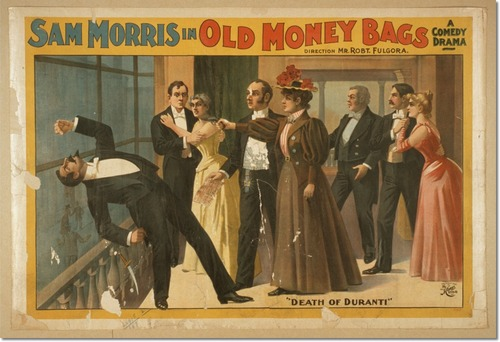 SAM MORRIS IN OLD MONEY BAGS
A
COMEDY
DRAMA
DIRECTION MR. ROBT. FULGORA.
"DEATH OF DURANTI"